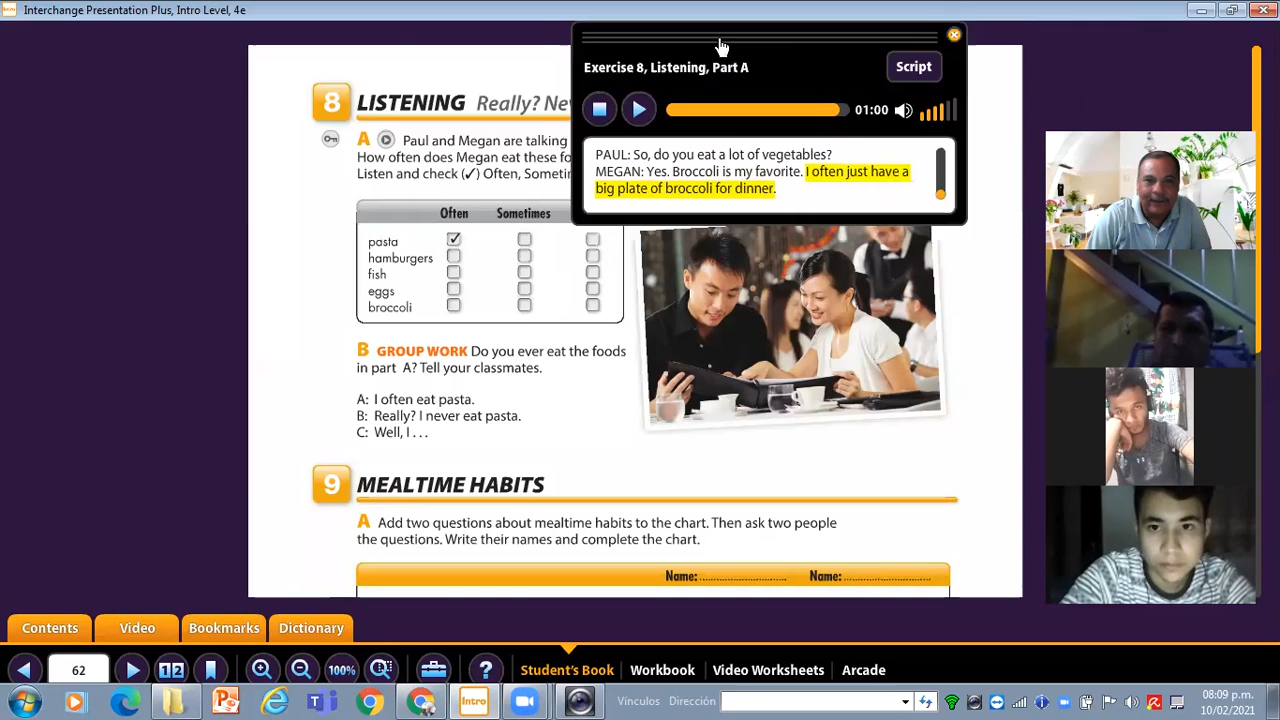 Interchange Presentation Plus, Intro Level, 4e
Exercise 8, Listening, Part A
Script
01:00
PAUL: So, do you eat a lot of vegetables?
MEGAN: Yes. Broccoli is my favorite. I often just have a
big plate of broccoli for dinner.
8 LISTENING Really?
A Paul and Megan are talking
How often does Megan eat these
Listen and check (✓) Often,
Often Sometimes
pasta
hamburgers
fish
eggs
broccoli
B GROUP WORK Do you ever eat the foods
in part A? Tell your classmates.
A: I often eat pasta.
B: Really? I never eat pasta.
C: Well, I . . .
9 MEALTIME HABITS
A Add two questions about mealtime habits to the chart. Then ask two people
the questions. Write their names and complete the chart.
Name: Name:
Contents Video Bookmarks Dictionary
62 12 100% ? Student's Book Workbook Video Worksheets Arcade
Intro Vínculos Dirección 08:09 p.m.
10/02/2021